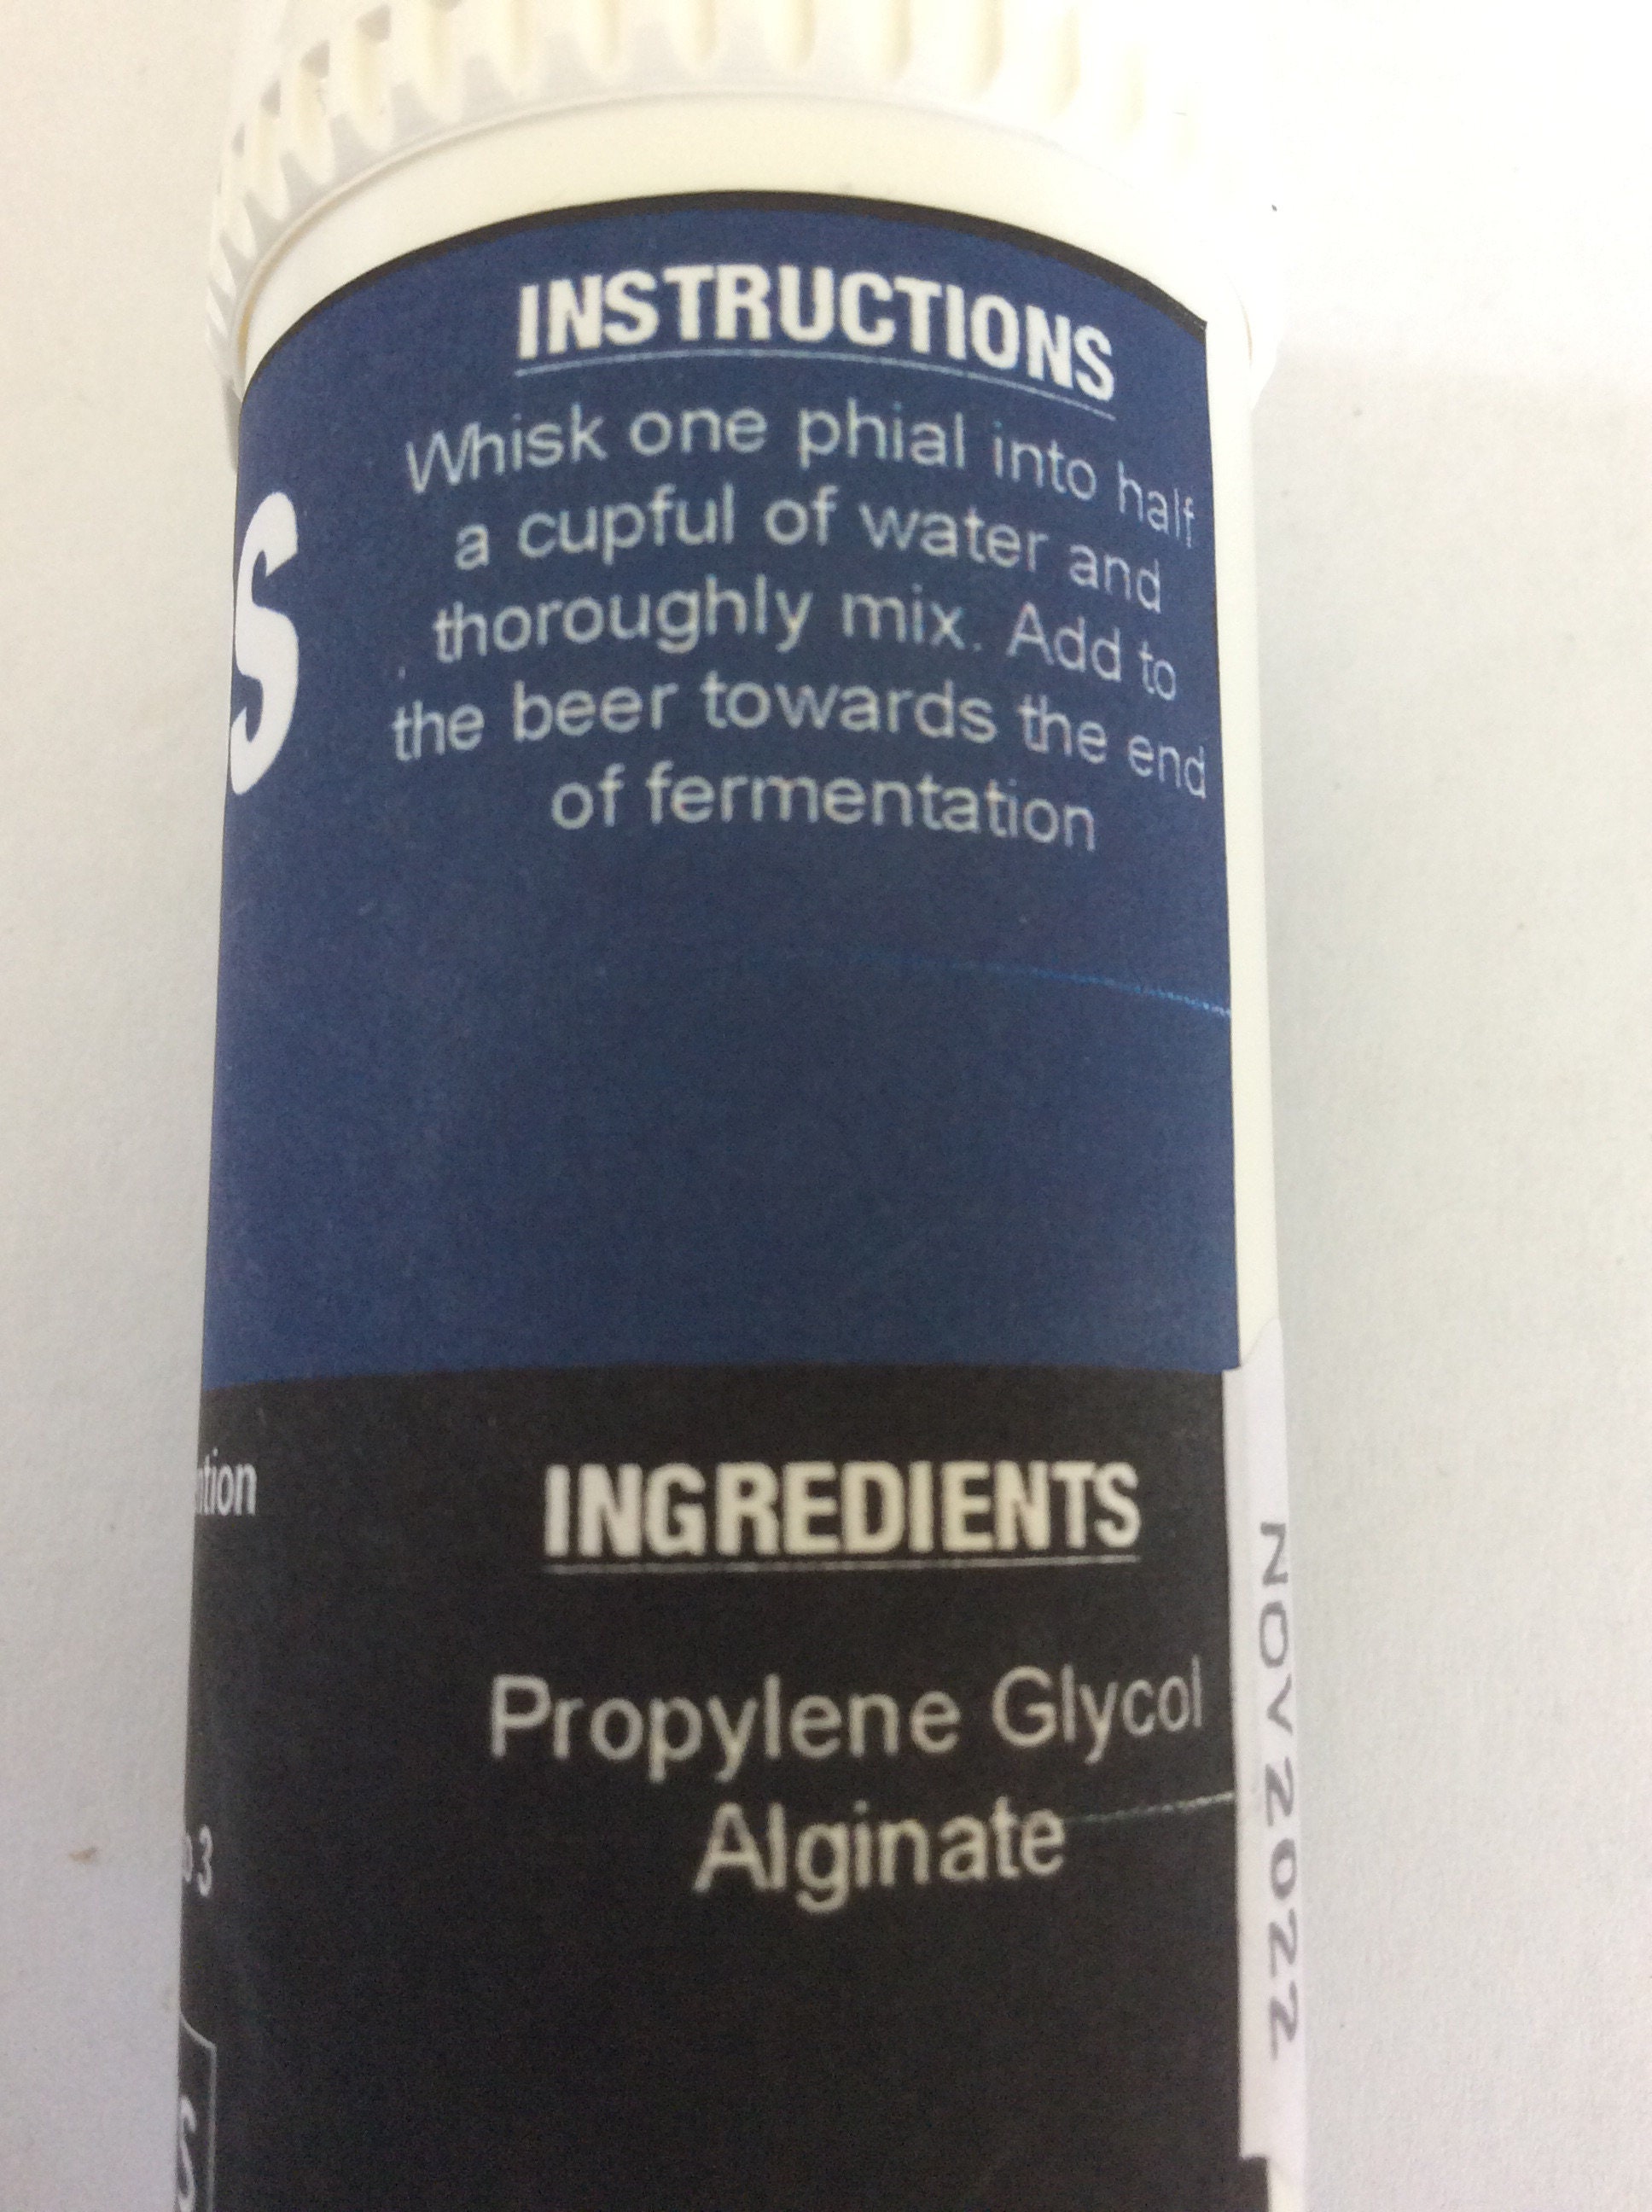 INSTRUCTIONS
Whisk one phial into half
a cupful of water and
thoroughly mix. Add to
the beer towards the end
of fermentation
S
INGREDIENTS
Propylene Glycol
Alginate
3
S
NOV 2022